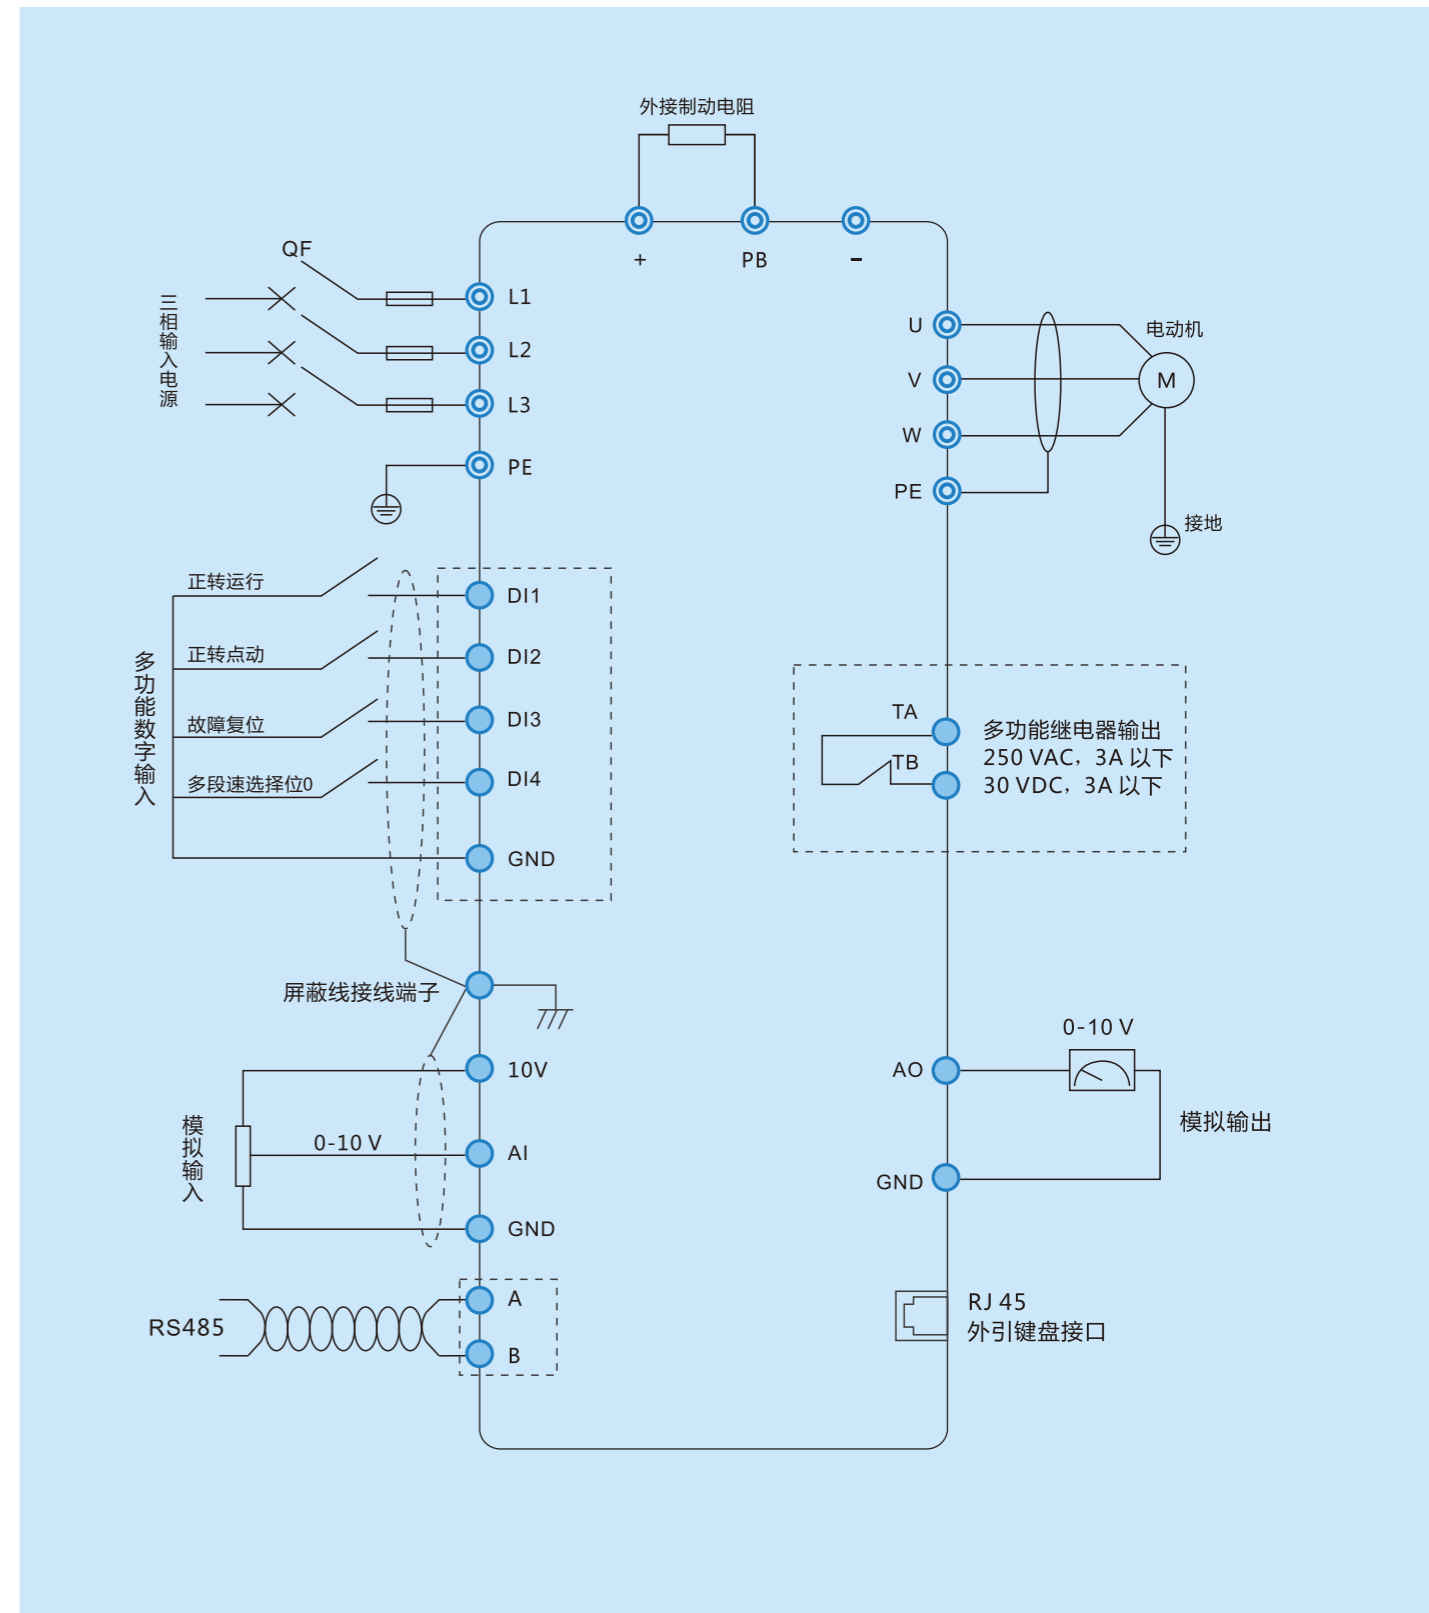 外接制动电阻
+
PB
-
QF
三相输入电源
L1
L2
L3
PE
U
V
W
PE
电动机
M
接地
多功能数字输入
正转运行
DI1
正转点动
DI2
故障复位
DI3
多段速选择位0
DI4
GND
TA
TB
多功能继电器输出
250 VAC，3A 以下
30 VDC，3A 以下
屏蔽线接线端子
10V
模拟输入
0-10 V
AI
GND
0-10 V
AO
模拟输出
GND
RS485
A
B
RJ 45
外引键盘接口